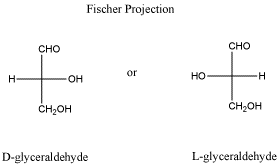 Fischer Projection
CHO
H
OH
CH2OH
D-glyceraldehyde
or
CHO
HO
H
CH2OH
L-glyceraldehyde